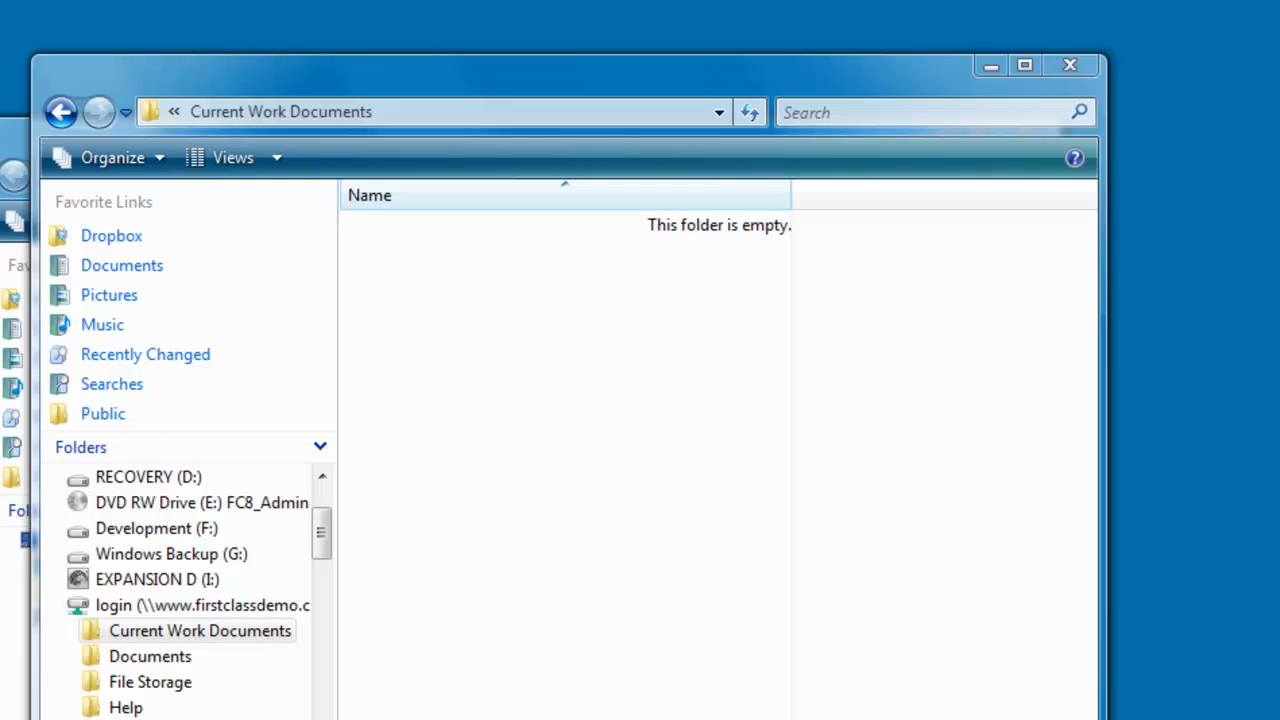 « Current Work Documents
Search
Organize Views
Name
This folder is empty.
Favorite Links
Dropbox
Documents
Pictures
Music
Recently Changed
Searches
Public
Folders
RECOVERY (D:)
DVD RW Drive (E:) FC8_Admin
Development (F:)
Windows Backup (G:)
EXPANSION D (I:)
login (\\www.firstclassdemo.c
Current Work Documents
Documents
File Storage
Help
Fav
Fol